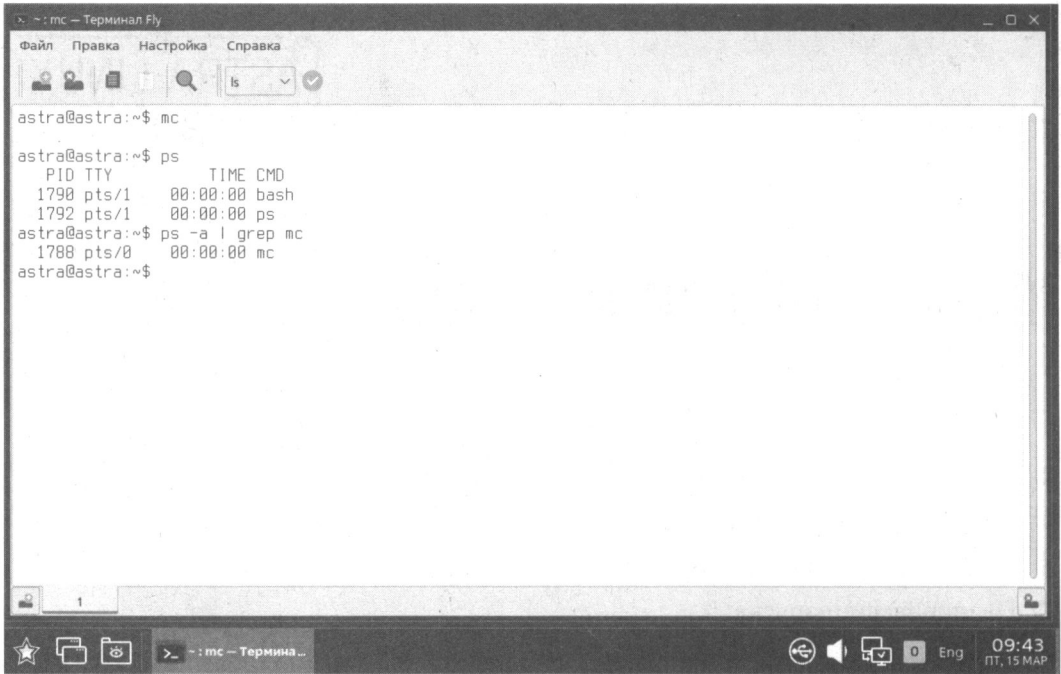 ~ : mc — Терминал Fly
Файл Правка Настройка Справка
ls
astra@astra:~$ mc
astra@astra:~$ ps
PID TTY TIME CMD
1790 pts/1 00:00:00 bash
1792 pts/1 00:00:00 ps
astra@astra:~$ ps -a | grep mc
1788 pts/0 00:00:00 mc
astra@astra:~$
1
~ : mc — Термина ...
0 Eng 09:43
ПТ, 15 МАР